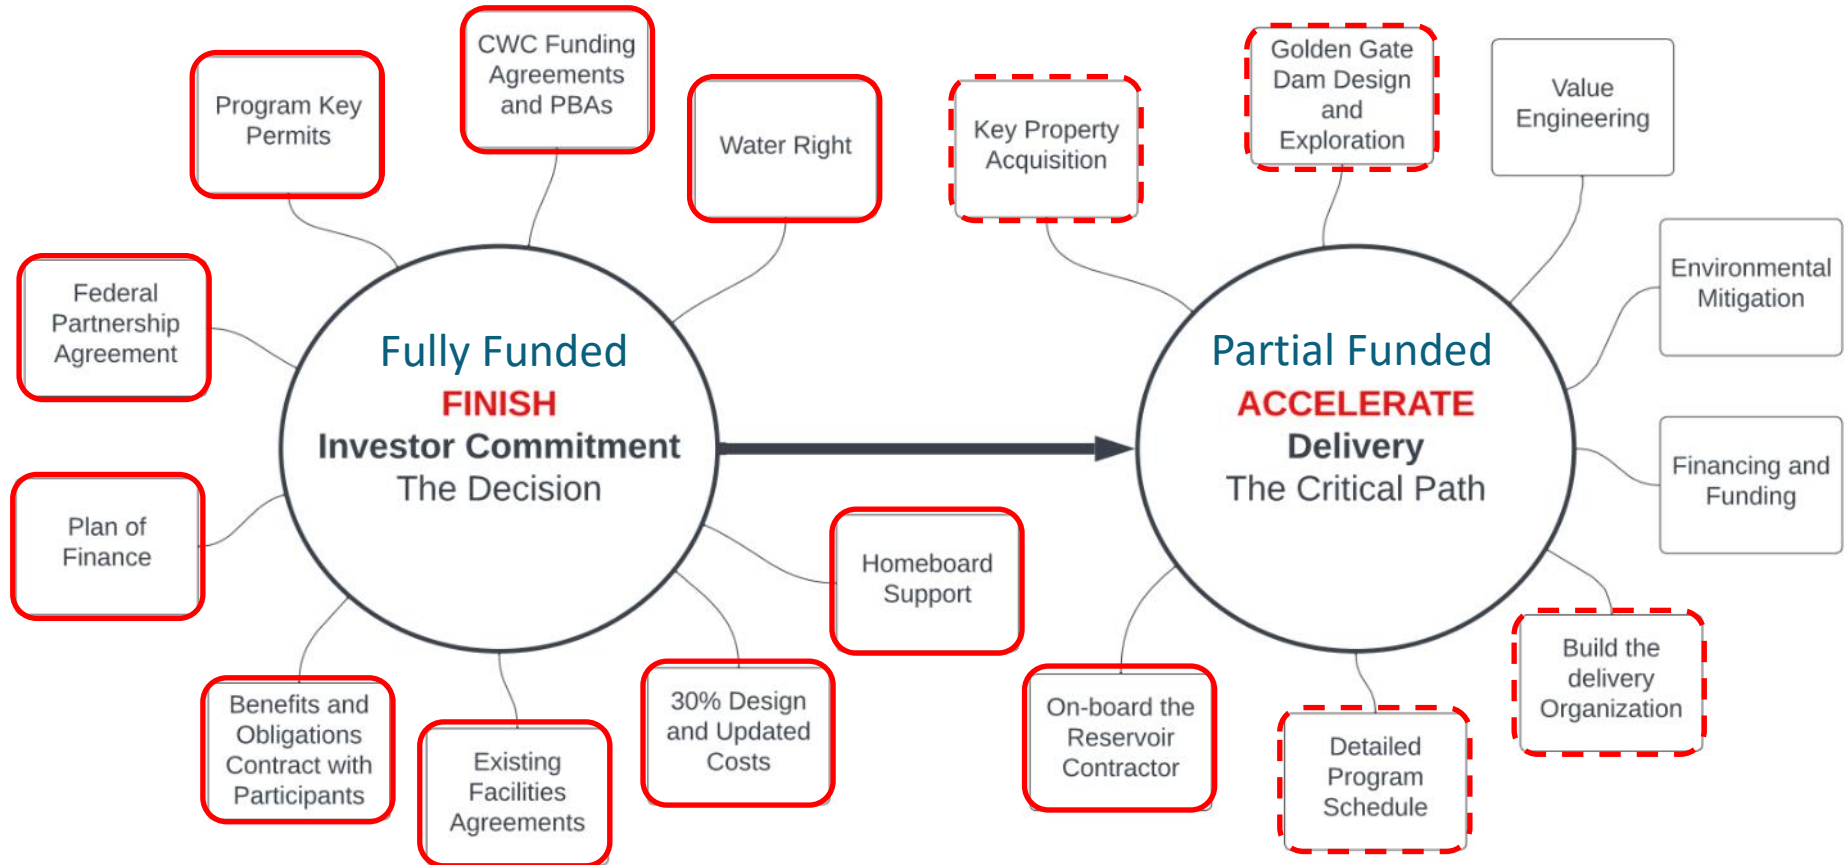 Program Key
Permits
CWC Funding
Agreements
and PBAs
Water Right
Federal
Partnership
Agreement
Fully Funded
FINISH
Investor Commitment
The Decision
Plan of
Finance
Homeboard
Support
Benefits and
Obligations
Contract with
Participants
Existing
Facilities
Agreements
30% Design
and Updated
Costs
Key Property
Acquisition
Golden Gate
Dam Design
and
Exploration
Value
Engineering
Environmental
Mitigation
Partial Funded
ACCELERATE
Delivery
The Critical Path
Financing and
Funding
On-board the
Reservoir
Contractor
Detailed
Program
Schedule
Build the
delivery
Organization